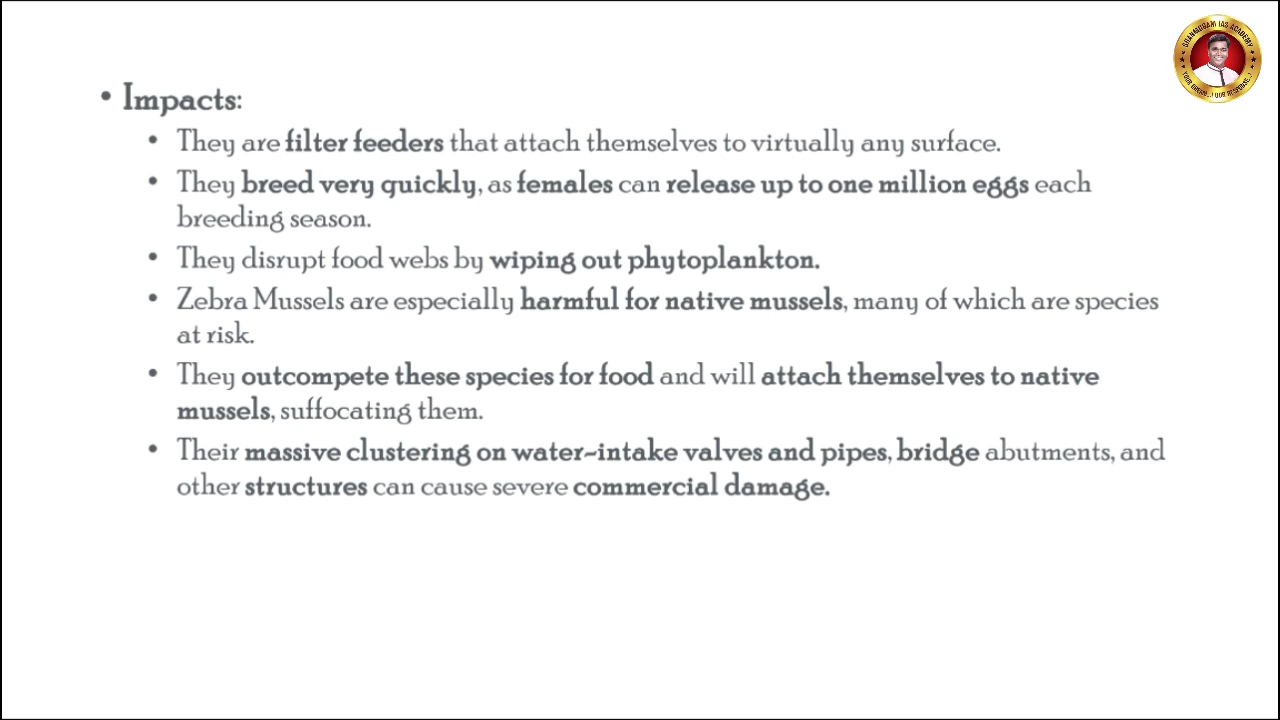 • Impacts:
• They are filter feeders that attach themselves to virtually any surface.
• They breed very quickly, as females can release up to one million eggs each
breeding season.
• They disrupt food webs by wiping out phytoplankton.
• Zebra Mussels are especially harmful for native mussels, many of which are species
at risk.
• They outcompete these species for food and will attach themselves to native
mussels, suffocating them.
• Their massive clustering on water-intake valves and pipes, bridge abutments, and
other structures can cause severe commercial damage.
IAS ACADEMY